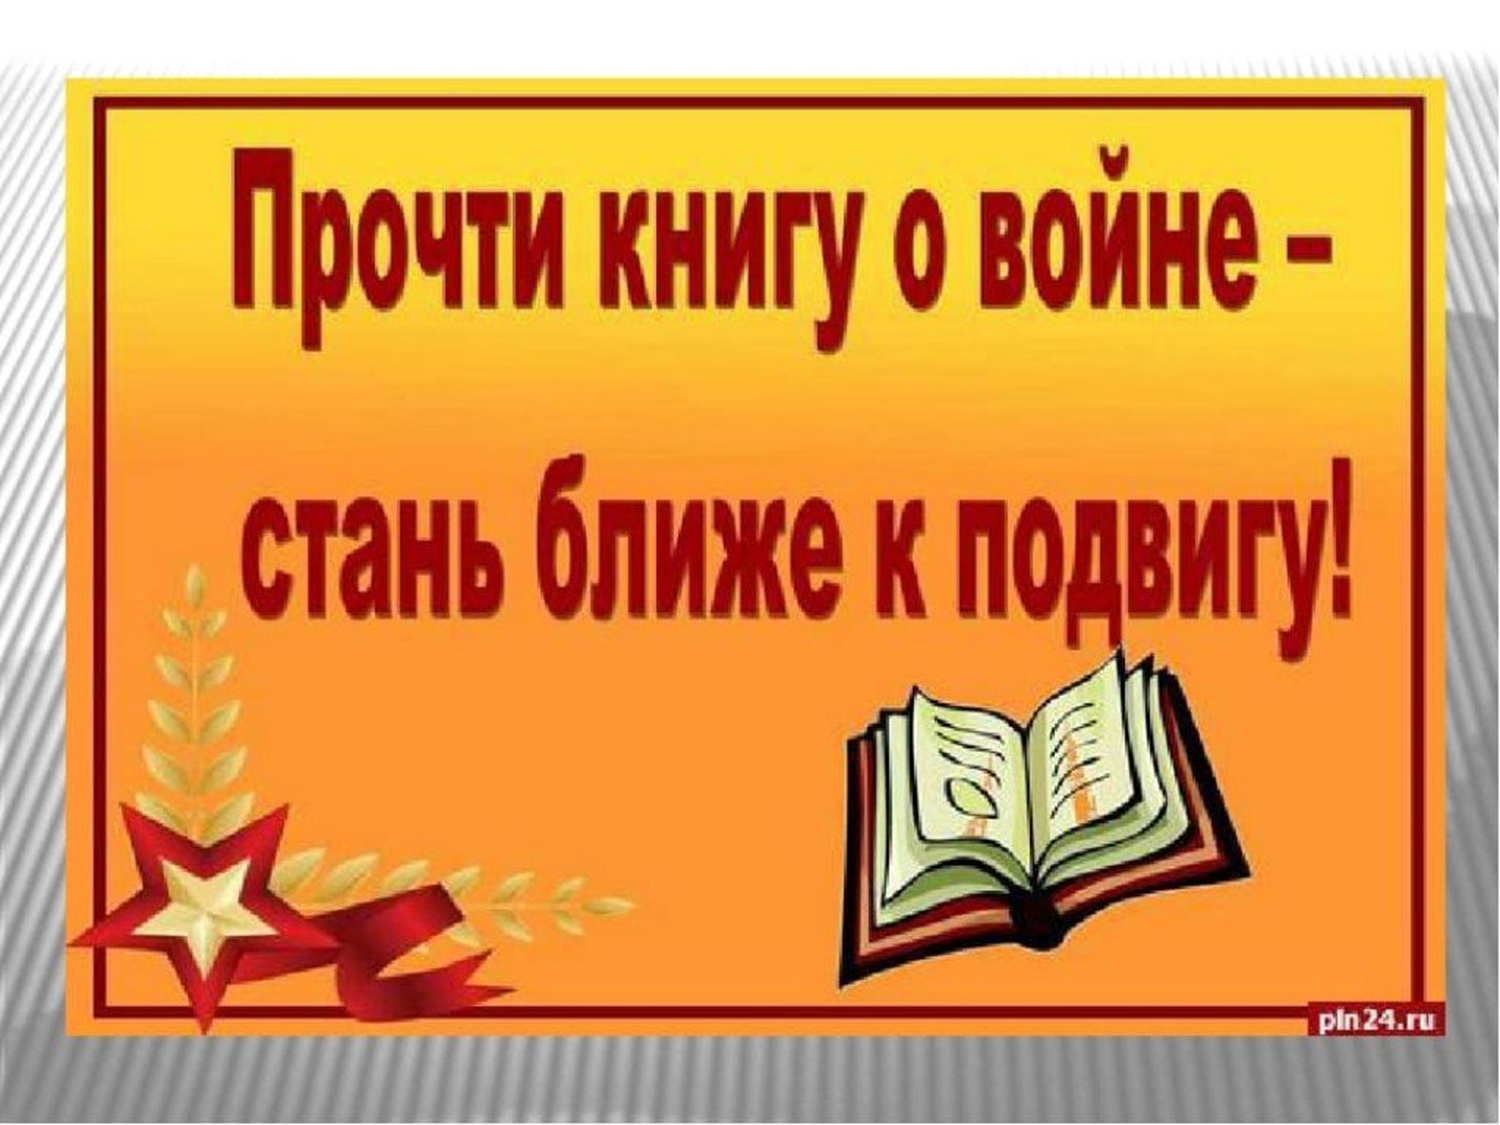 Прочти книгу о войне –
стань ближе к подвигу!
pln24.ru